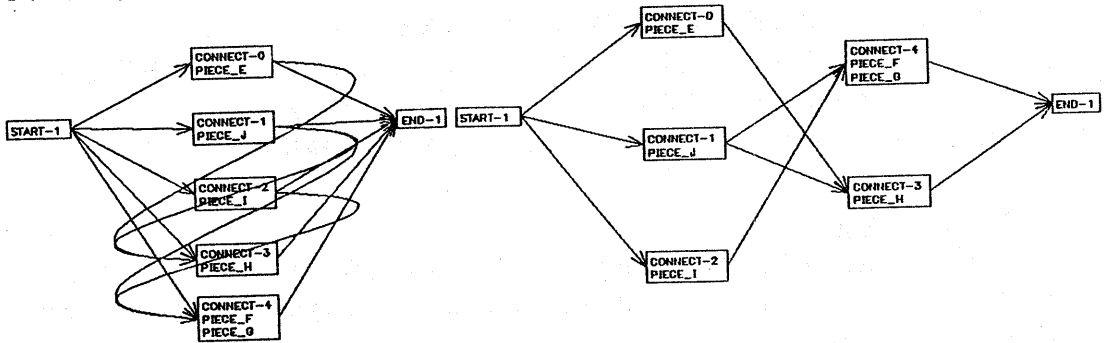 CONNECT-0
PIECE_E
CONNECT-1
PIECE_J
START-1
END-1
CONNECT-2
PIECE_I
CONNECT-3
PIECE_H
CONNECT-4
PIECE_F
PIECE_G
CONNECT-0
PIECE_E
CONNECT-4
PIECE_F
PIECE_G
START-1
END-1
CONNECT-1
PIECE_J
CONNECT-3
PIECE_H
CONNECT-2
PIECE_I